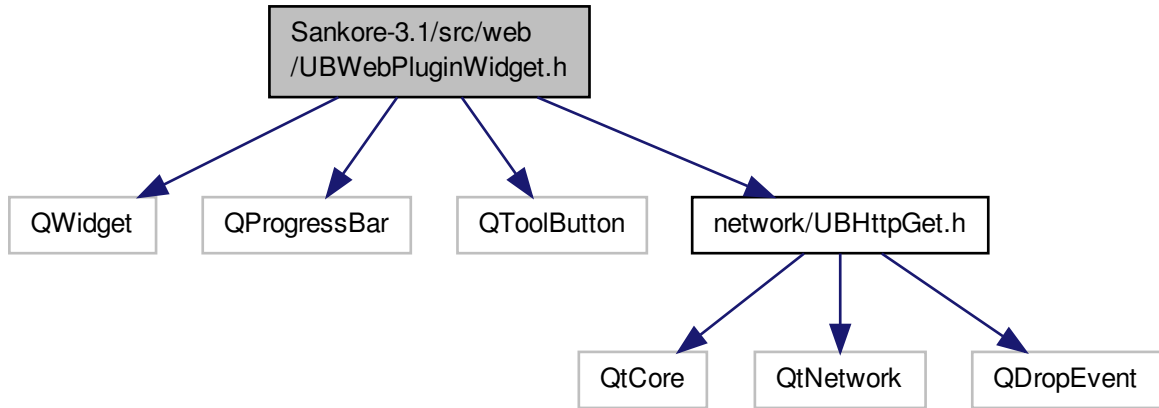 Sankore-3.1/src/web
/UBWebPluginWidget.h
QWidget
QProgressBar
QToolButton
network/UBHttpGet.h
QtCore
QtNetwork
QDropEvent